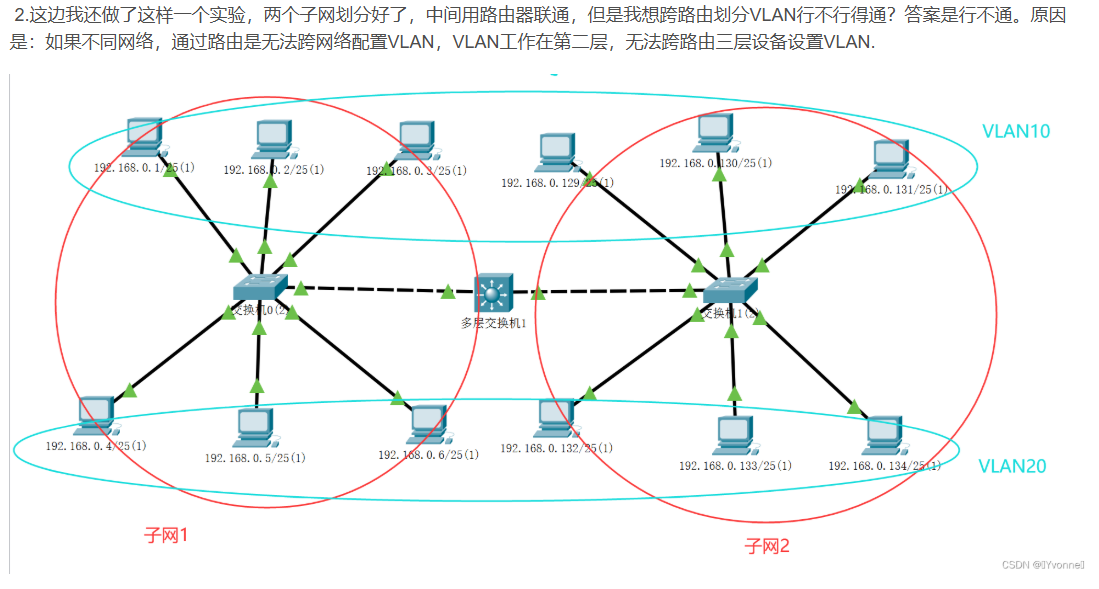 2.这边我还做了这样一个实验，两个子网划分好了，中间用路由器联通，但是我想跨路由划分VLAN行不行得通？答案是行不通。原因
是：如果不同网络，通过路由是无法跨网络配置VLAN，VLAN工作在第二层，无法跨路由三层设备设置VLAN.
VLAN10
192.168.0.1/25(1)
192.168.0.2/25(1)
192.168.0.3/25(1)
192.168.0.129/25(1)
192.168.0.130/25(1)
192.168.0.131/25(1)
交换机0(2)
多层交换机1
交换机1(2)
192.168.0.4/25(1)
192.168.0.5/25(1)
192.168.0.6/25(1)
192.168.0.132/25(1)
192.168.0.133/25(1)
192.168.0.134/25(1)
VLAN20
子网1
子网2
CSDN @Yvonne